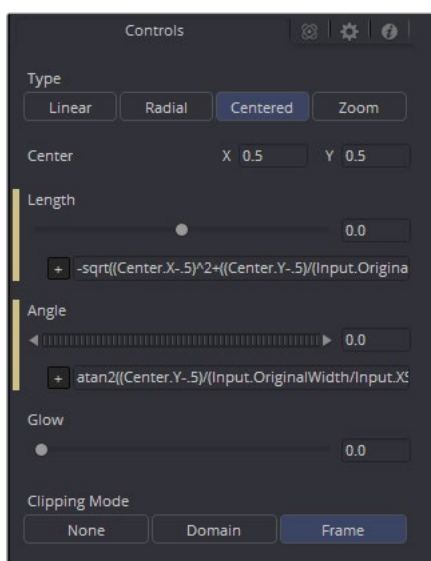 Controls
Type
Linear Radial Centered Zoom
Center X 0.5 Y 0.5
Length
0.0
+ -sqrt((Center.X-.5)^2+((Center.Y-.5)/(Input.Origina
Angle
0.0
+ atan2((Center.Y-.5)/(Input.OriginalWidth/Input.XS
Glow
0.0
Clipping Mode
None Domain Frame